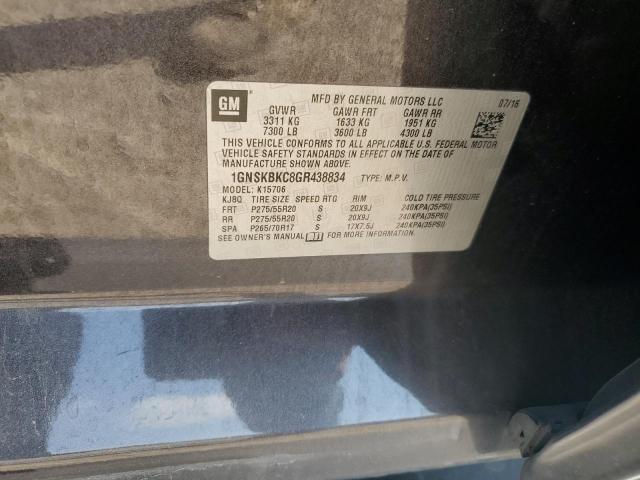 GM
MFD BY GENERAL MOTORS LLC 07/16
GVWR GAWR FRT GAWR RR
3311 KG 1633 KG 1951 KG
7300 LB 3600 LB 4300 LB
THIS VEHICLE CONFORMS TO ALL APPLICABLE U.S. FEDERAL MOTOR
VEHICLE SAFETY STANDARDS IN EFFECT ON THE DATE OF
MANUFACTURE SHOWN ABOVE.
1GNSKBKC8GR438834 TYPE: M.P.V.
MODEL: K15706
KJBQ TIRE SIZE SPEED RTG RIM COLD TIRE PRESSURE
FRT P275/55R20 S 20X9J 240KPA(35PSI)
RR P275/55R20 S 20X9J 240KPA(35PSI)
SPA P265/70R17 S 17X7.5J 240KPA(35PSI)
SEE OWNER'S MANUAL FOR MORE INFORMATION